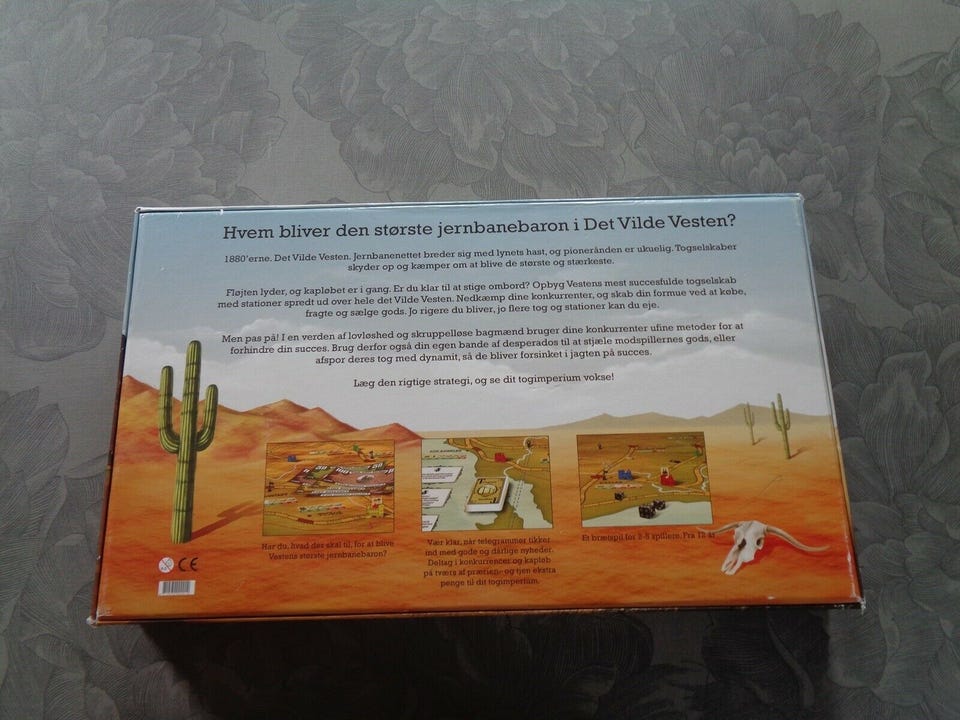 Hvem bliver den største jernbanebaron i Det Vilde Vesten?
1880'erne. Det Vilde Vesten. Jernbanenettet breder sig med lynets hast, og pionerånden er ukuelig. Togselskaber
skyder op og kæmper om at blive de største og stærkeste.
Fløjten lyder, og kapløbet er i gang. Er du klar til at stige ombord? Opbyg Vestens mest succesfulde togselskab
med stationer spredt ud over hele det Vilde Vesten. Nedkæmp dine konkurrenter, og skab din formue ved at købe,
fragte og sælge gods. Jo rigere du bliver, jo flere tog og stationer kan du eje.
Men pas på! I en verden af lovløshed og skruppelløse bagmænd bruger dine konkurrenter ufine metoder for at
forhindre din succes. Brug derfor også din egen bande af desperados til at stjæle modspillernes gods, eller
afspor deres tog med dynamit, så de bliver forsinket i jagten på succes.
Læg den rigtige strategi, og se dit togimperium vokse!
Har du, hvad der skal til, for at blive
Vestens største jernbanebaron?
Vær klar, når telegrammer tikker
ind med gode og dårlige nyheder.
Deltag i konkurrencer og kapløb
på tværs af prærien- og tjen ekstra
penge til dit togimperium.
Et brætspil for 2-5 spillere. Fra 12 år
CE